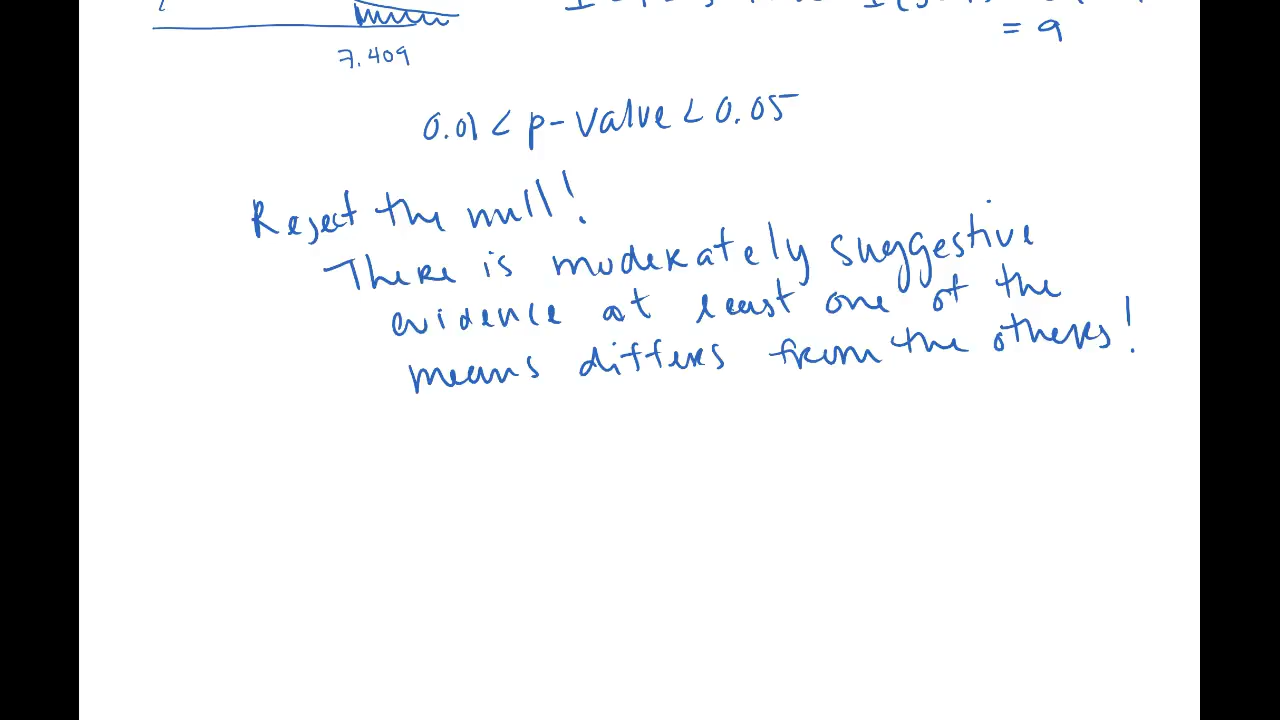 = 9
7.409
0.01 < p-value < 0.05
Reject the null!
There is moderately suggestive
evidence at least one of the
means differs from the others!